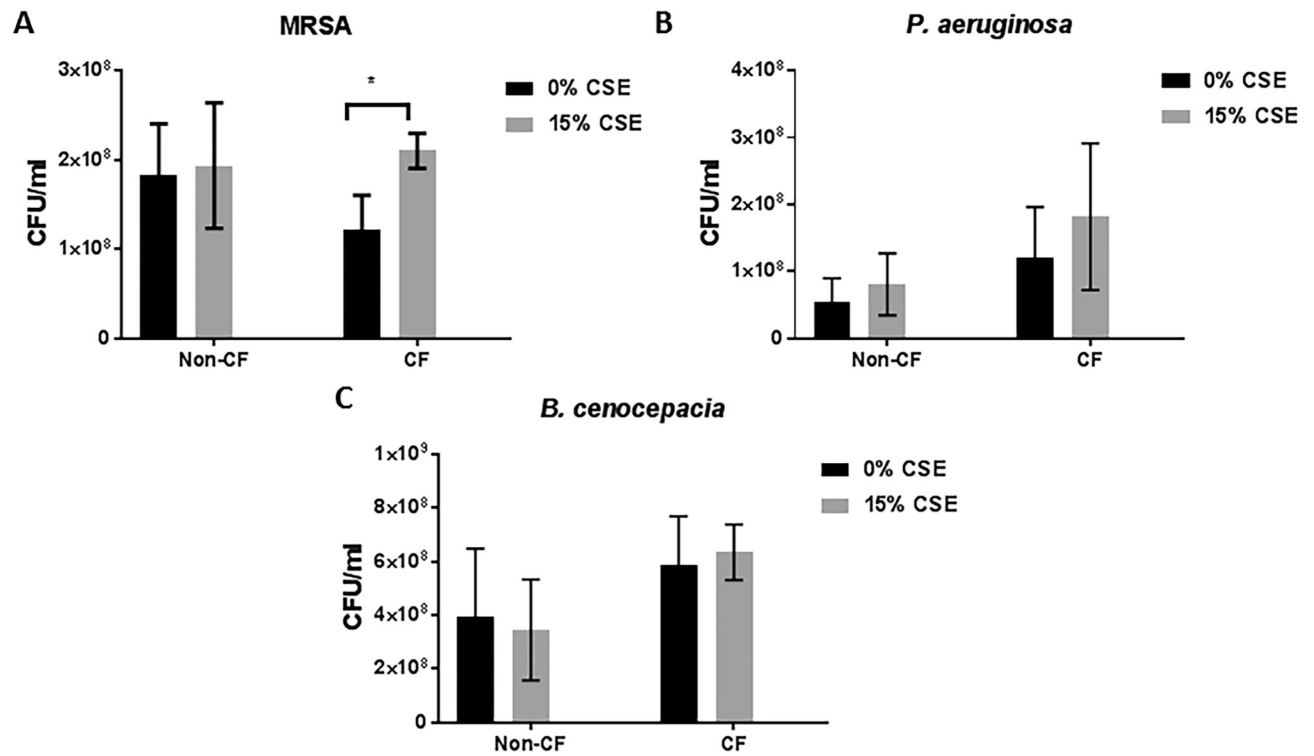 A
MRSA
3×10⁸
2×10⁸
1×10⁸
0
CFU/ml
*
0% CSE
15% CSE
Non-CF
CF
B
P. aeruginosa
4×10⁸
3×10⁸
2×10⁸
1×10⁸
0
CFU/ml
0% CSE
15% CSE
Non-CF
CF
C
B. cenocepacia
1×10⁹
8×10⁸
6×10⁸
4×10⁸
2×10⁸
0
CFU/ml
0% CSE
15% CSE
Non-CF
CF